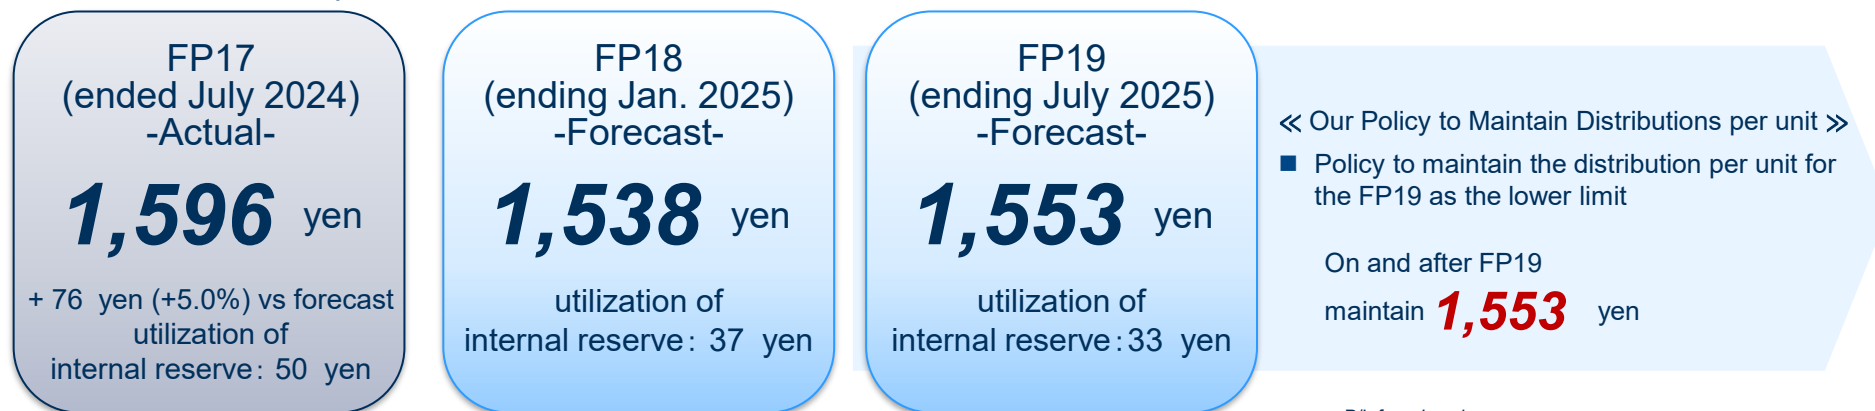 FP17
(ended July 2024)
-Actual-
1,596 yen
+ 76 yen (+5.0%) vs forecast
utilization of
internal reserve: 50 yen
FP18
(ending Jan. 2025)
-Forecast-
1,538 yen
utilization of
internal reserve: 37 yen
FP19
(ending July 2025)
-Forecast-
1,553 yen
utilization of
internal reserve:33 yen
≪ Our Policy to Maintain Distributions per unit ≫
■ Policy to maintain the distribution per unit for
the FP19 as the lower limit
On and after FP19
maintain 1,553 yen